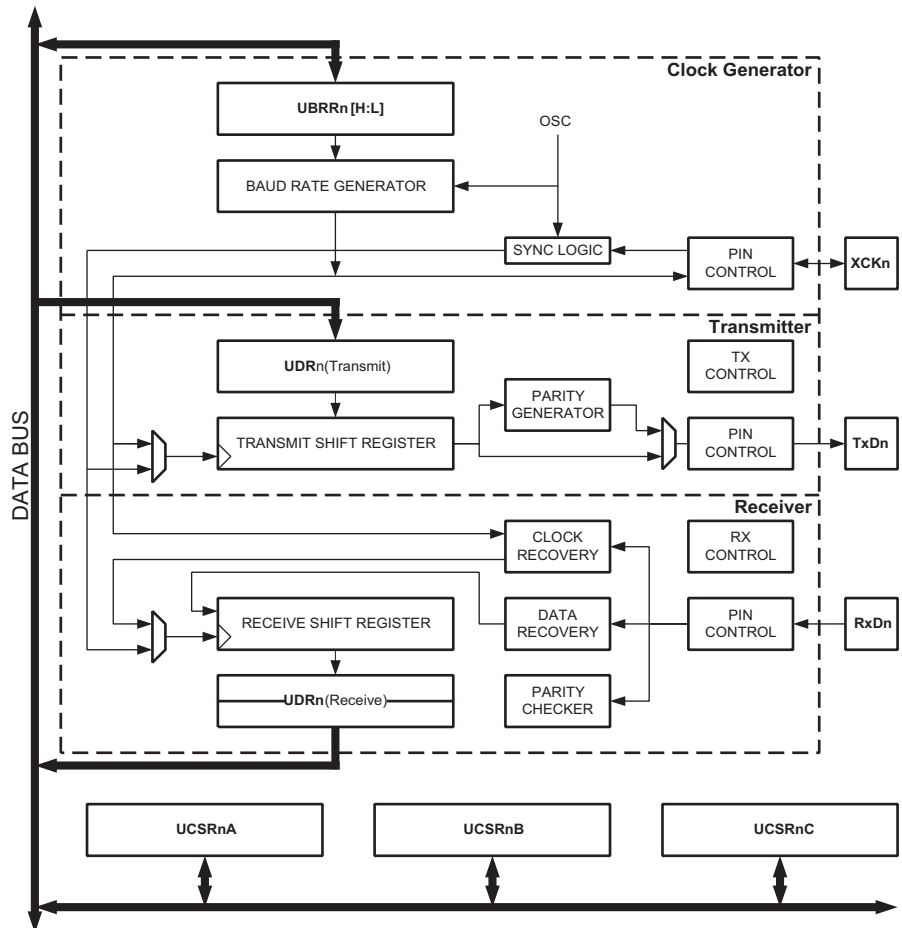 Clock Generator
UBRRn [H:L]
OSC
BAUD RATE GENERATOR
SYNC LOGIC
PIN
CONTROL
XCKn
DATA BUS
Transmitter
UDRn(Transmit)
TX
CONTROL
PARITY
GENERATOR
TRANSMIT SHIFT REGISTER
PIN
CONTROL
TxDn
Receiver
CLOCK
RECOVERY
RX
CONTROL
RECEIVE SHIFT REGISTER
DATA
RECOVERY
PIN
CONTROL
RxDn
UDRn(Receive)
PARITY
CHECKER
UCSRnA
UCSRnB
UCSRnC